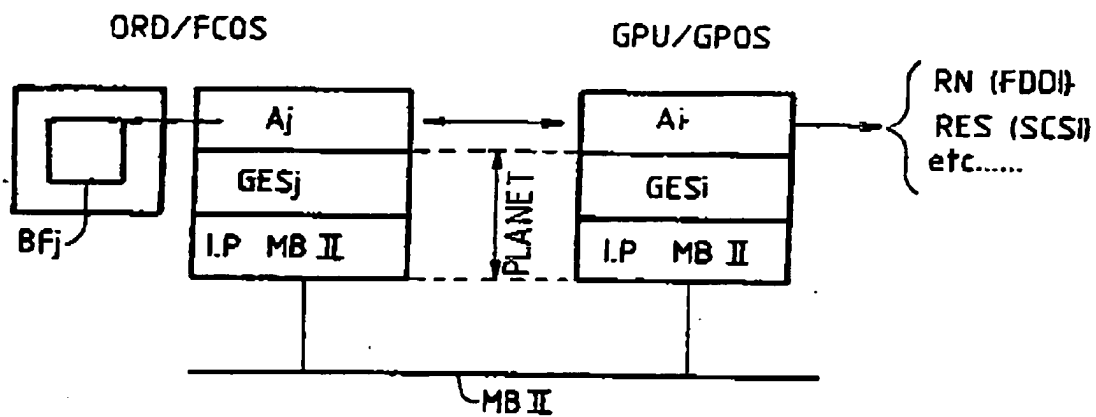 ORD/FCOS
GPU/GPOS
Aj
Ai
RN (FDDI)
RES (SCSI)
etc......
GESj
GESi
BFj
I.P MB II
PLANET
I.P MB II
MB II